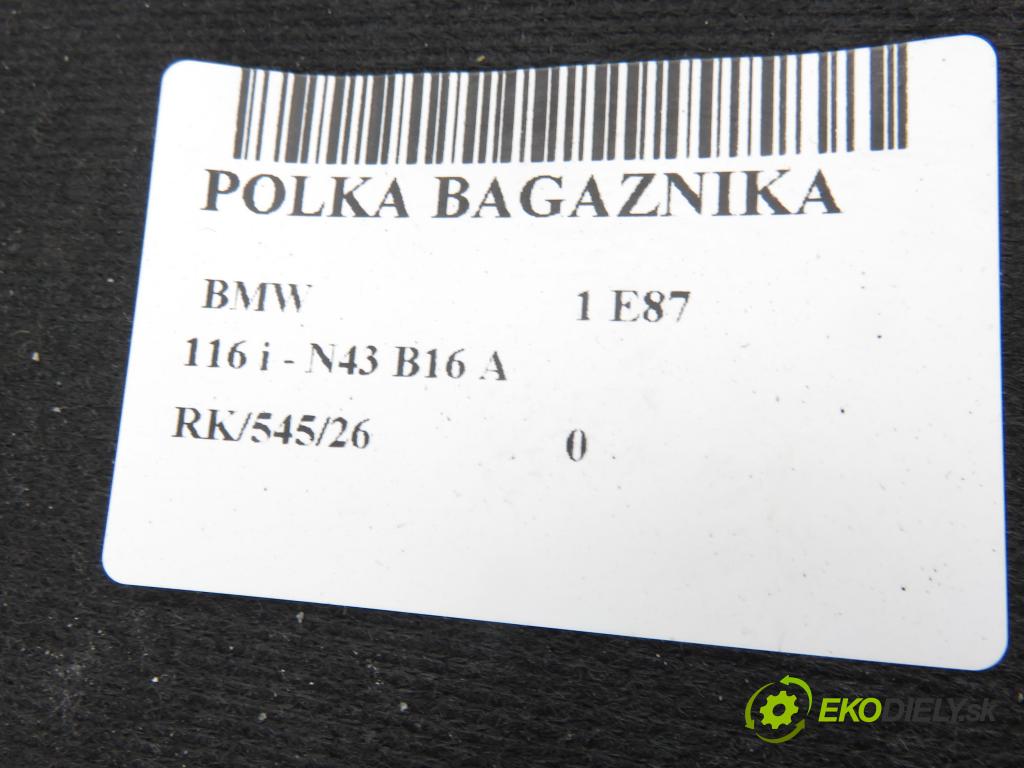 POLKA BAGAZNIKA
BMW 1 E87
116 i - N43 B16 A
RK/545/26 0
EKODIELY.sk